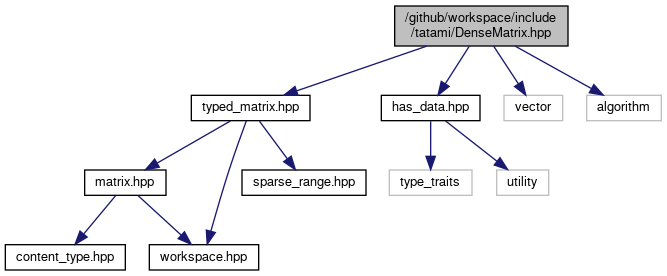 /github/workspace/include
/tatami/DenseMatrix.hpp
typed_matrix.hpp
has_data.hpp
vector
algorithm
matrix.hpp
sparse_range.hpp
type_traits
utility
content_type.hpp
workspace.hpp